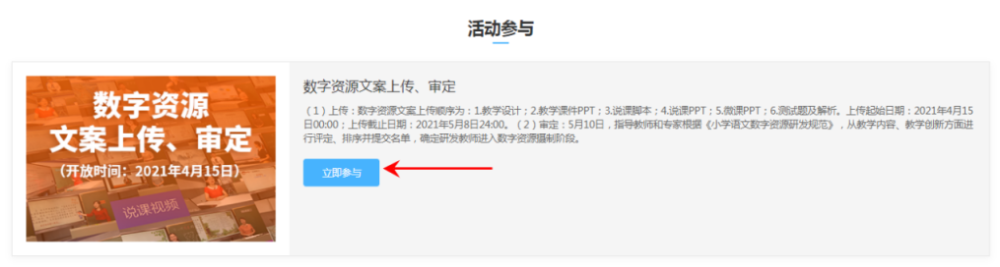 活动参与
数字资源
文案上传、审定
（开放时间：2021年4月15日）
说课视频
数字资源文案上传、审定
（1）上传：数字资源文案上传顺序为：1.教学设计；2.教学课件PPT；3.说课脚本；4.说课PPT；5.微课PPT；6.测试题及解析。上传起始日期：2021年4月15
日00:00；上传截止日期：2021年5月8日24:00。（2）审定：5月10日，指导教师和专家根据《小学语文数字资源研发规范》，从教学内容、教学创新方面进
行评定、排序并提交名单，确定研发教师进入数字资源摄制阶段。
立即参与